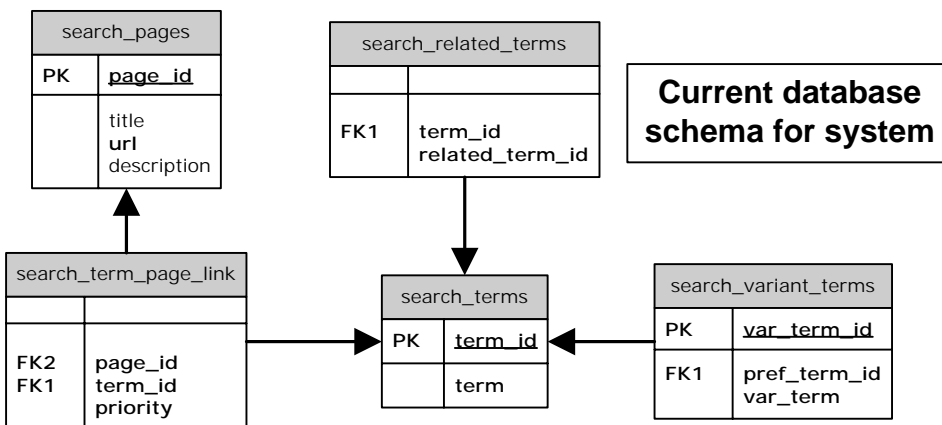 search_pages
PK page_id
title
url
description
search_related_terms
FK1 term_id
related_term_id
Current database
schema for system
search_term_page_link
FK2 page_id
FK1 term_id
priority
search_terms
PK term_id
term
search_variant_terms
PK var_term_id
FK1 pref_term_id
var_term